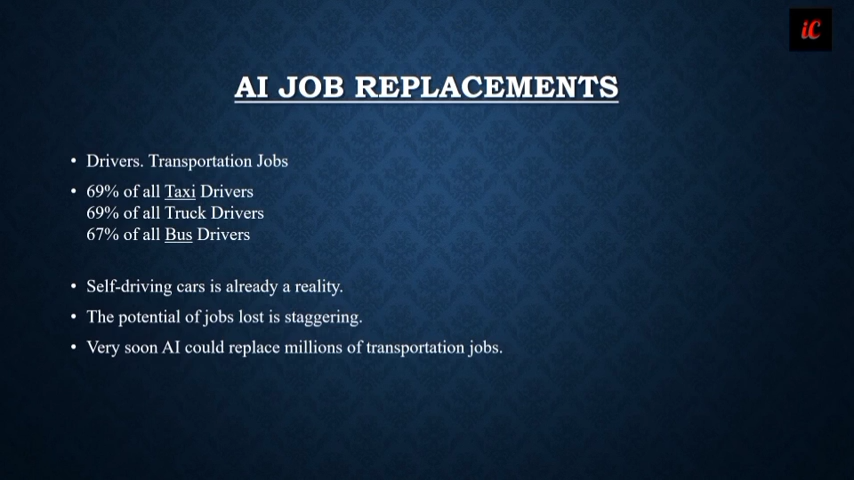 iC
AI JOB REPLACEMENTS
• Drivers. Transportation Jobs
• 69% of all Taxi Drivers
69% of all Truck Drivers
67% of all Bus Drivers
• Self-driving cars is already a reality.
• The potential of jobs lost is staggering.
• Very soon AI could replace millions of transportation jobs.